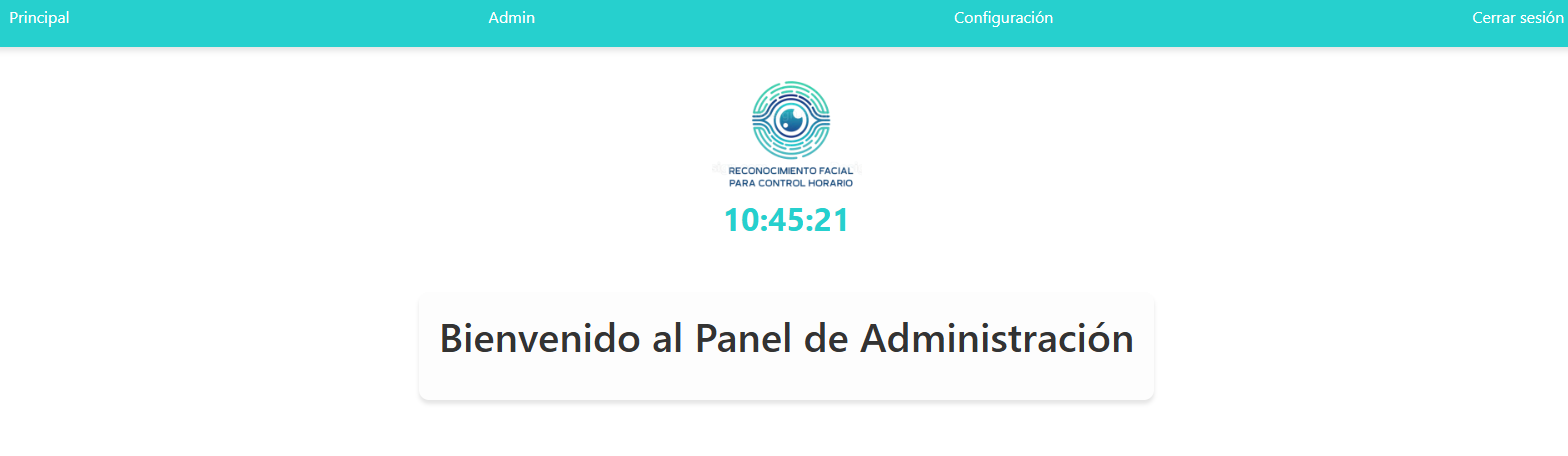 Principal
Admin
Configuración
Cerrar sesión
RECONOCIMIENTO FACIAL
PARA CONTROL HORARIO
10:45:21
Bienvenido al Panel de Administración